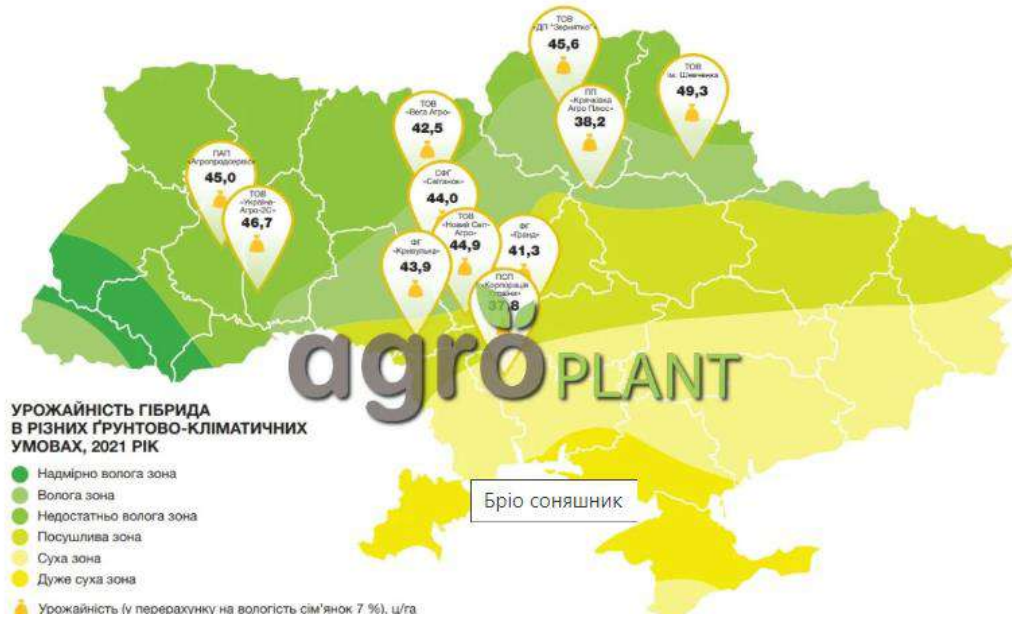 ТОВ
«ДП "Зернятко"»
45,6
ТОВ
ім. Шевченка
49,3
ПП
«Крячківка
Агро Плюс»
38,2
ТОВ
«Вега Агро»
42,5
ПАП
«Агропродсервіс»
45,0
ТОВ
«Україна-
Агро-2С»
46,7
СФГ
«Світанок»
44,0
ТОВ
«Новий Світ-
Агро»
44,9
ФГ
«Гранд»
41,3
ФГ
«Кривулька»
43,9
ПСП
«Корпорація
Україна»
37,8
agroPLANT
УРОЖАЙНІСТЬ ГІБРИДА
В РІЗНИХ ҐРУНТОВО-КЛІМАТИЧНИХ
УМОВАХ, 2021 РІК
Надмірно волога зона
Волога зона
Недостатньо волога зона
Посушлива зона
Суха зона
Дуже суха зона
Урожайність (у перерахунку на вологість сім'янок 7 %), ц/га
Бріо соняшник